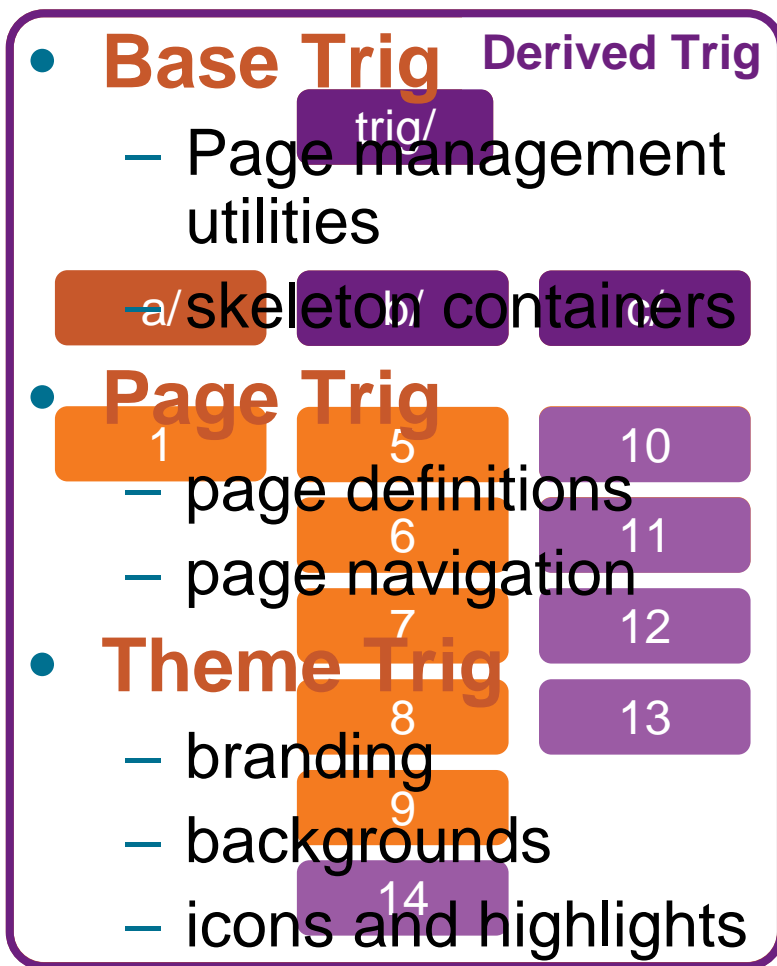 • Base Trig
Derived Trig
trig/
– Page management
utilities
a/ b/ c/
– skeleton containers
• Page Trig
1 5 10
– page definitions
6 11
– page navigation
7 12
• Theme Trig
8 13
– branding
9
– backgrounds
14
– icons and highlights